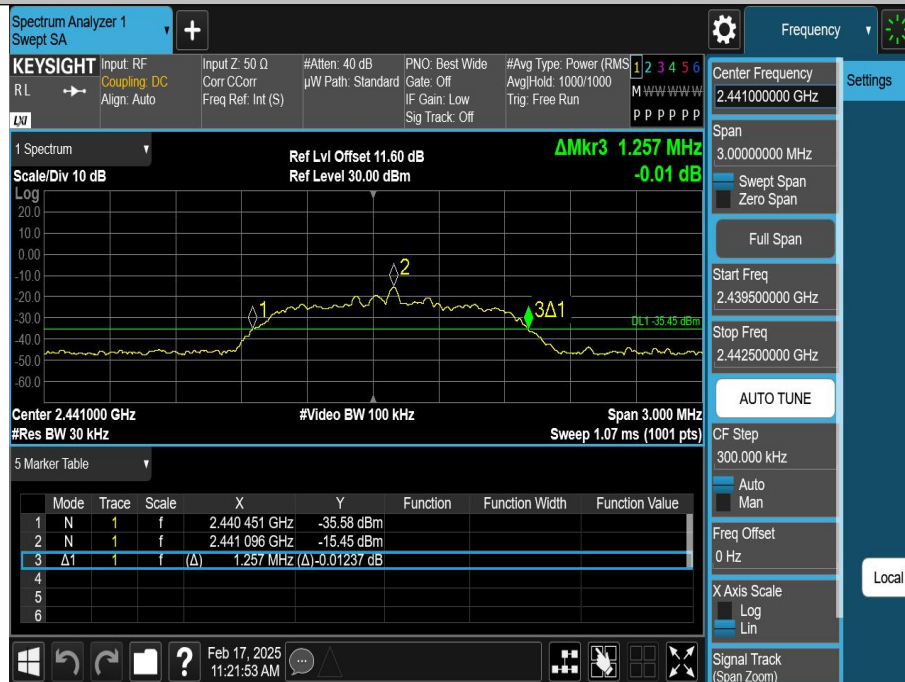 Spectrum Analyzer 1
Swept SA
Frequency
KEYSIGHT
RL
LXI
Input: RF
Coupling: DC
Align: Auto
Input Z: 50 Ω
Corr CCorr
Freq Ref: Int (S)
#Atten: 40 dB
µW Path: Standard
PNO: Best Wide
Gate: Off
IF Gain: Low
Sig Track: Off
#Avg Type: Power (RMS
Avg|Hold: 1000/1000
Trig: Free Run
1 2 3 4 5 6
M W W W W W
P P P P P P
1 Spectrum
Scale/Div 10 dB
Ref Lvl Offset 11.60 dB
Ref Level 30.00 dBm
ΔMkr3 1.257 MHz
-0.01 dB
Log
20.0
10.0
0.00
-10.0
-20.0
-30.0
-40.0
-50.0
-60.0
1
2
3Δ1
DL1 -35.45 dBm
Center 2.441000 GHz
#Res BW 30 kHz
#Video BW 100 kHz
Span 3.000 MHz
Sweep 1.07 ms (1001 pts)
5 Marker Table
Mode Trace Scale X Y Function Function Width Function Value
1 N 1 f 2.440 451 GHz -35.58 dBm
2 N 1 f 2.441 096 GHz -15.45 dBm
3 Δ1 1 f (Δ) 1.257 MHz (Δ) -0.01237 dB
4
5
6
Feb 17, 2025
11:21:53 AM
Center Frequency
2.441000000 GHz
Span
3.00000000 MHz
Swept Span
Zero Span
Full Span
Start Freq
2.439500000 GHz
Stop Freq
2.442500000 GHz
AUTO TUNE
CF Step
300.000 kHz
Auto
Man
Freq Offset
0 Hz
X Axis Scale
Log
Lin
Signal Track
(Span Zoom)
Settings
Local